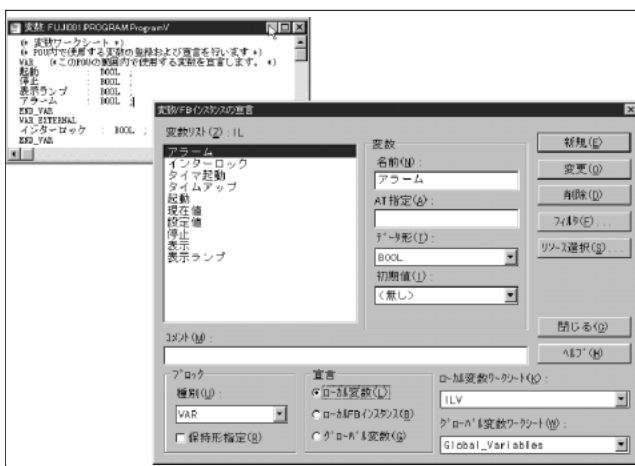 変数:FUJI001.PROGRAM.ProgramV
(* 変数ワークシート *)
(* POU内で使用する変数の登録および宣言を行います *)
VAR (*このPOUの範囲内で使用する変数を宣言します。 *)
起動 : BOOL ;
停止 : BOOL ;
表示ランプ : BOOL ;
アラーム : BOOL ;
END_VAR
VAR_EXTERNAL
インターロック : BOOL ;
END_VAR
変数/FBインスタンスの宣言
変数リスト(Z) : IL
アラーム
インターロック
タイマ起動
タイムアップ
起動
現在値
設定値
停止
表示
表示ランプ
変数
名前(N) :
アラーム
AT指定(A) :
データ形(T) :
BOOL
初期値(I) :
<無し>
新規(E)
変更(O)
削除(D)
フィルタ(F)...
リソース選択(S)...
閉じる(Q)
ヘルプ(H)
コメント(M) :
ブロック
種別(U) :
VAR
保持形指定(R)
宣言
ローカル変数(L)
ローカルFBインスタンス(B)
グローバル変数(G)
ローカル変数ワークシート(K) :
ILV
グローバル変数ワークシート(W) :
Global_Variables